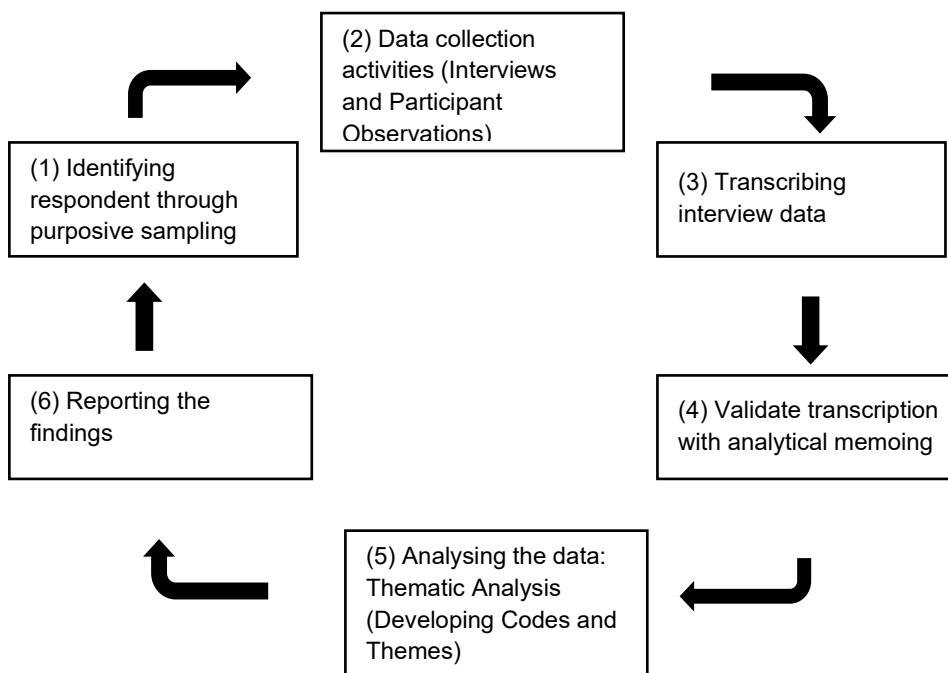 (2) Data collection
activities (Interviews
and Participant
Observations)
(1) Identifying
respondent through
purposive sampling
(3) Transcribing
interview data
(4) Validate transcription
with analytical memoing
(5) Analysing the data:
Thematic Analysis
(Developing Codes and
Themes)
(6) Reporting the
findings